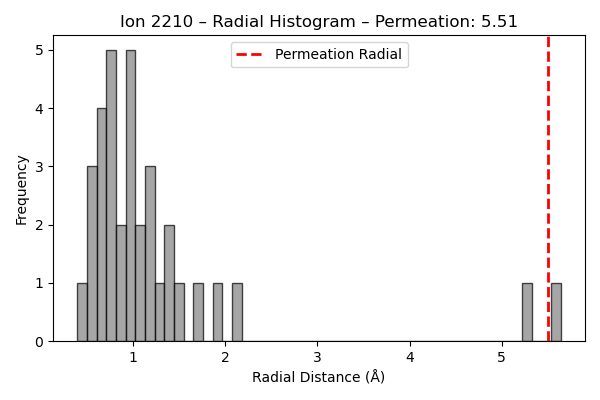 Ion 2210 – Radial Histogram – Permeation: 5.51
Permeation Radial
Frequency
5
4
3
2
1
0
1 2 3 4 5
Radial Distance (Å)